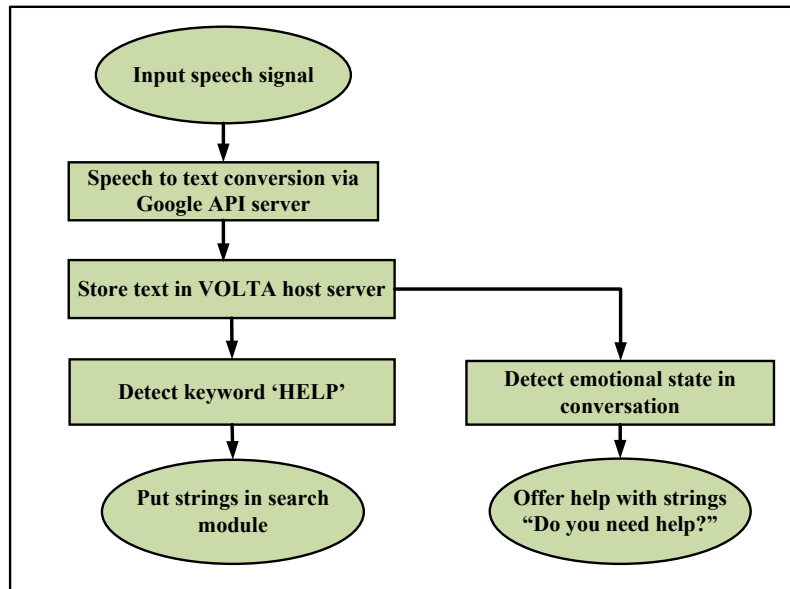 Input speech signal
Speech to text conversion via
Google API server
Store text in VOLTA host server
Detect keyword ‘HELP’
Put strings in search
module
Detect emotional state in
conversation
Offer help with strings
“Do you need help?”